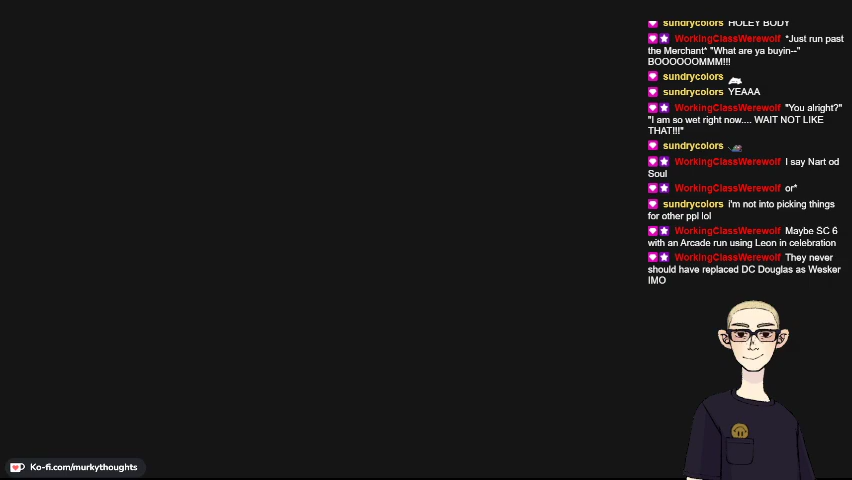 sundrycolors HOLEY BODY
WorkingClassWerewolf *Just run past
the Merchant* "What are ya buyin--"
BOOOOOOMMM!!!
sundrycolors
sundrycolors YEAAA
WorkingClassWerewolf "You alright?"
"I am so wet right now.... WAIT NOT LIKE
THAT!!!"
sundrycolors
WorkingClassWerewolf I say Nart od
Soul
WorkingClassWerewolf or*
sundrycolors i'm not into picking things
for other ppl lol
WorkingClassWerewolf Maybe SC 6
with an Arcade run using Leon in celebration
WorkingClassWerewolf They never
should have replaced DC Douglas as Wesker
IMO
Ko-fi.com/murkythoughts